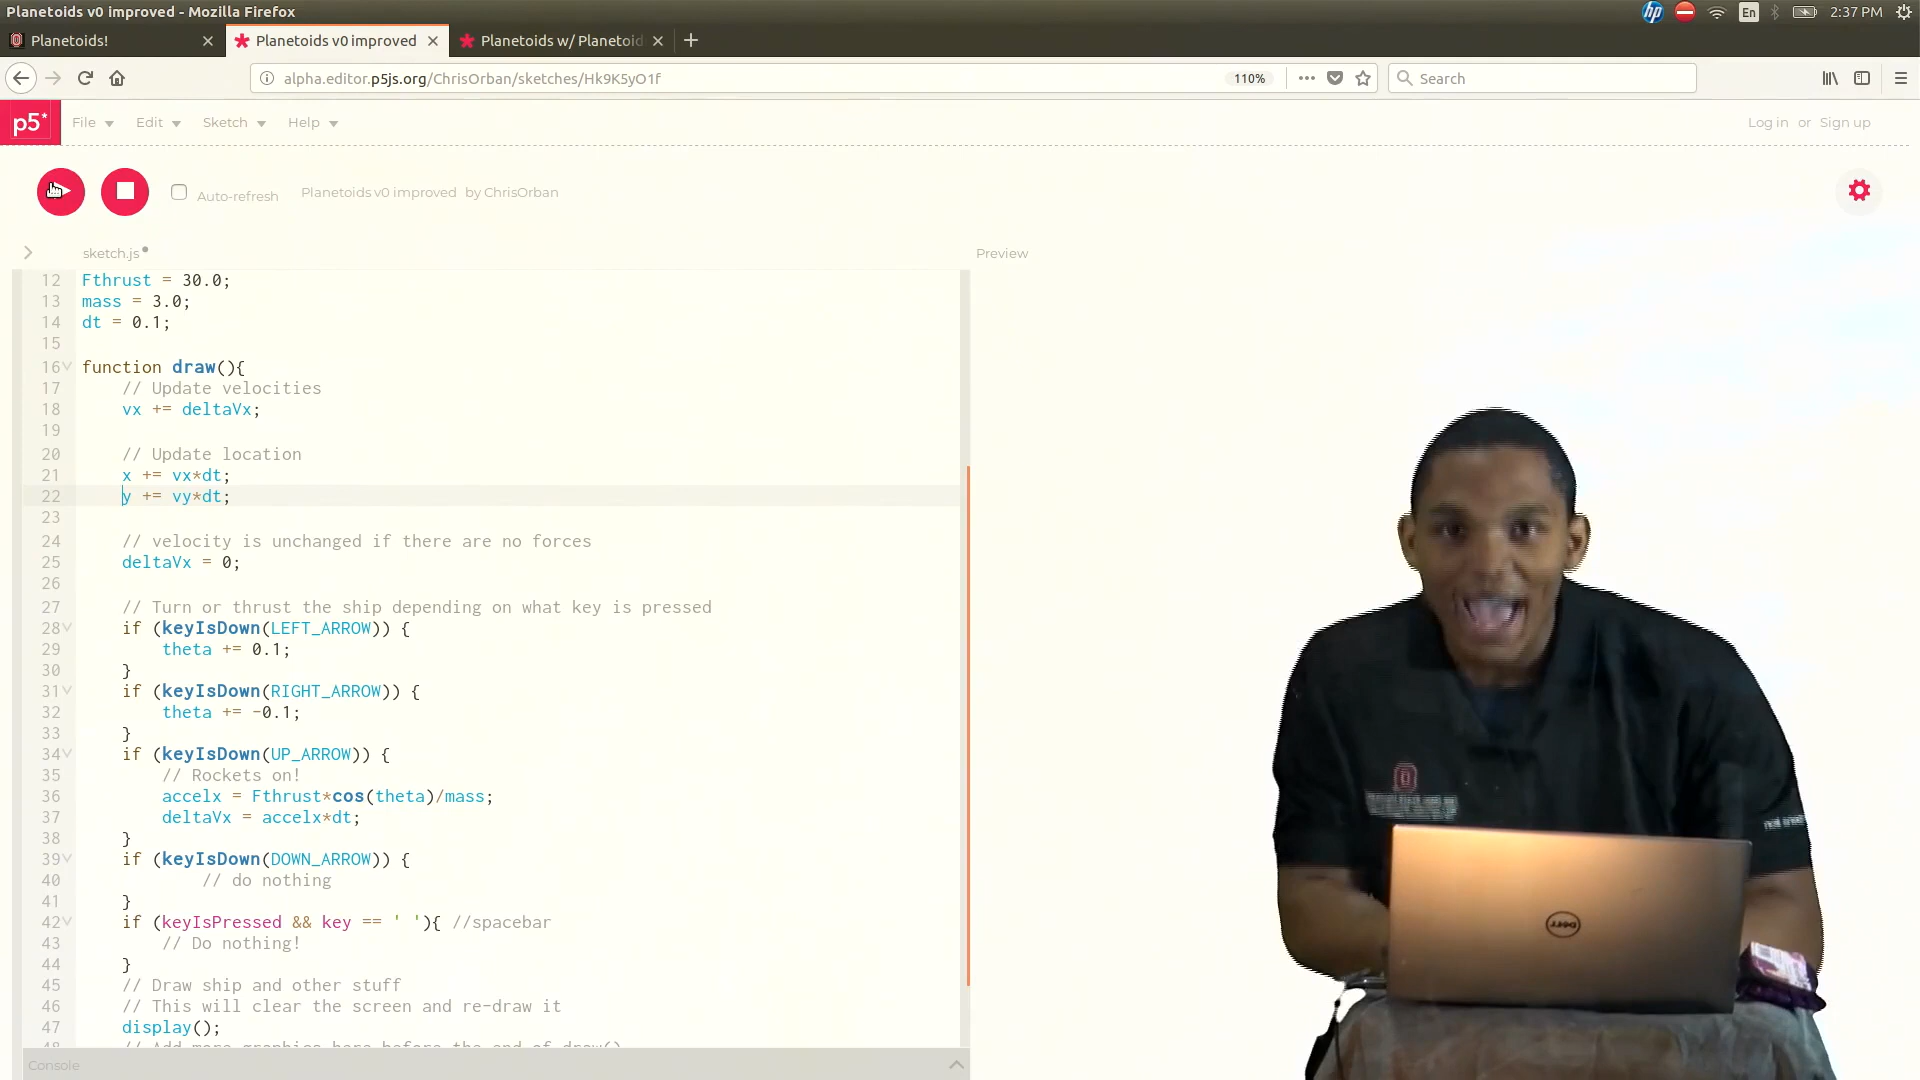 Planetoids v0 improved - Mozilla Firefox
hp En 2:37 PM
Planetoids! × Planetoids v0 improved × Planetoids w/ Planetoid × +
alpha.editor.p5js.org/ChrisOrban/sketches/Hk9K5yO1f 110% Search
p5* File Edit Sketch Help Log in or Sign up
Auto-refresh Planetoids v0 improved by ChrisOrban
sketch.js Preview
12 Fthrust = 30.0;
13 mass = 3.0;
14 dt = 0.1;
15
16 function draw(){
17 // Update velocities
18 vx += deltaVx;
19
20 // Update location
21 x += vx*dt;
22 y += vy*dt;
23
24 // velocity is unchanged if there are no forces
25 deltaVx = 0;
26
27 // Turn or thrust the ship depending on what key is pressed
28 if (keyIsDown(LEFT_ARROW)) {
29 theta += 0.1;
30 }
31 if (keyIsDown(RIGHT_ARROW)) {
32 theta += -0.1;
33 }
34 if (keyIsDown(UP_ARROW)) {
35 // Rockets on!
36 accelx = Fthrust*cos(theta)/mass;
37 deltaVx = accelx*dt;
38 }
39 if (keyIsDown(DOWN_ARROW)) {
40 // do nothing
41 }
42 if (keyIsPressed && key == ' '){ //spacebar
43 // Do nothing!
44 }
45 // Draw ship and other stuff
46 // This will clear the screen and re-draw it
47 display();
48 // Add more graphics here before the end of draw()
Console
DELL